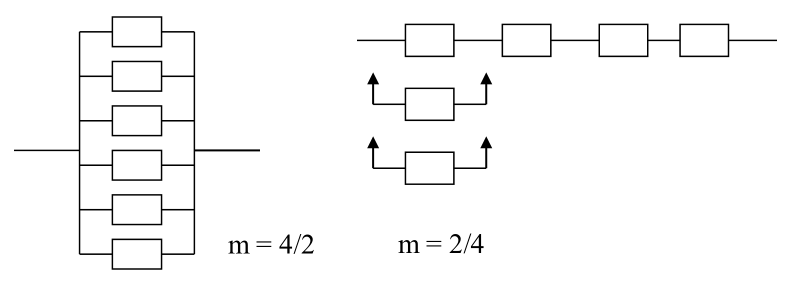 m = 4/2
m = 2/4